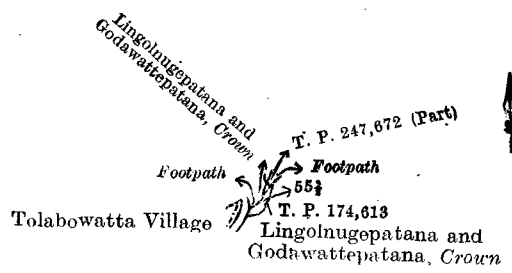 Lingolnugepatana and
Godawattepatana, Crown
T. P. 247,672 (Part)
Footpath
Footpath
55¾
T. P. 174,613
Tolabowatta Village
Lingolnugepatana and
Godawattepatana, Crown